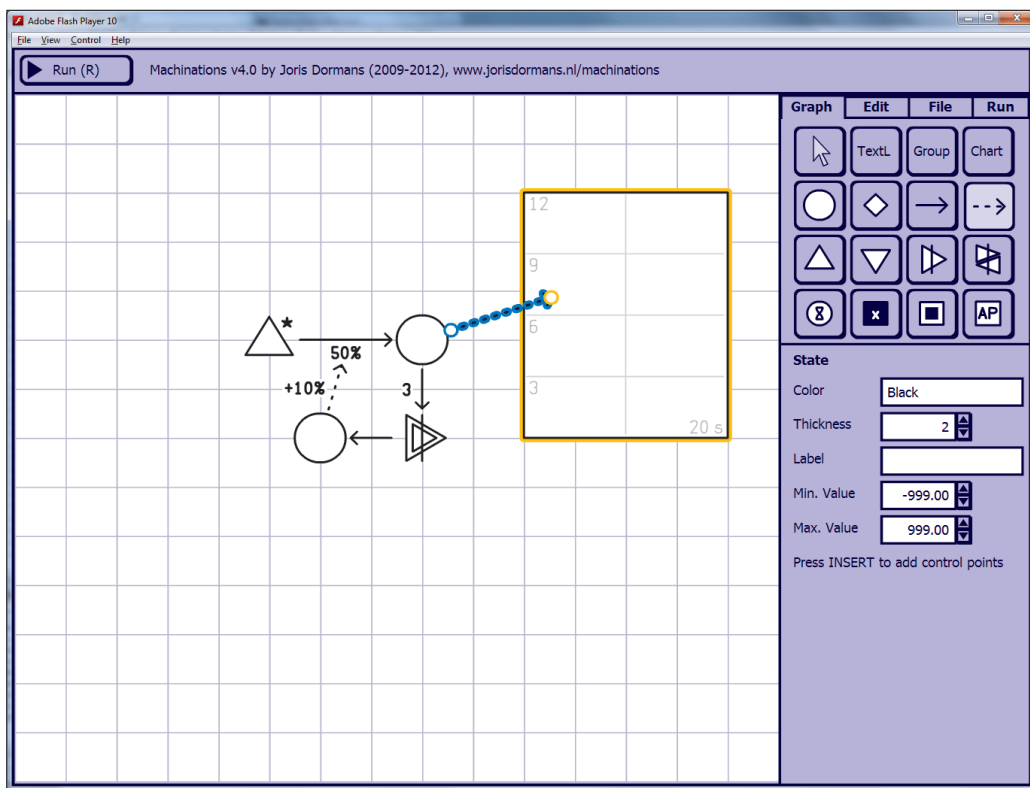 Adobe Flash Player 10
File View Control Help
Run (R)
Machinations v4.0 by Joris Dormans (2009-2012), www.jorisdormans.nl/machinations
Graph Edit File Run
TextL Group Chart
x AP
12
9
6
3
20 s
*
50%
+10%
3
State
Color Black
Thickness 2
Label
Min. Value -999.00
Max. Value 999.00
Press INSERT to add control points